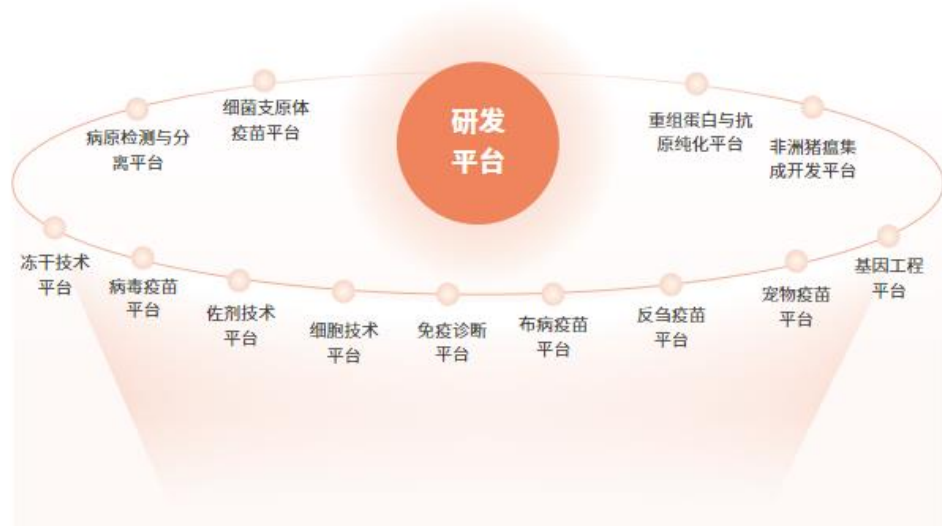 研发
平台
细菌支原体
疫苗平台
病原检测与分
离平台
重组蛋白与抗
原纯化平台
非洲猪瘟集
成开发平台
冻干技术
平台
病毒疫苗
平台
佐剂技术
平台
细胞技术
平台
免疫诊断
平台
布病疫苗
平台
反刍疫苗
平台
宠物疫苗
平台
基因工程
平台